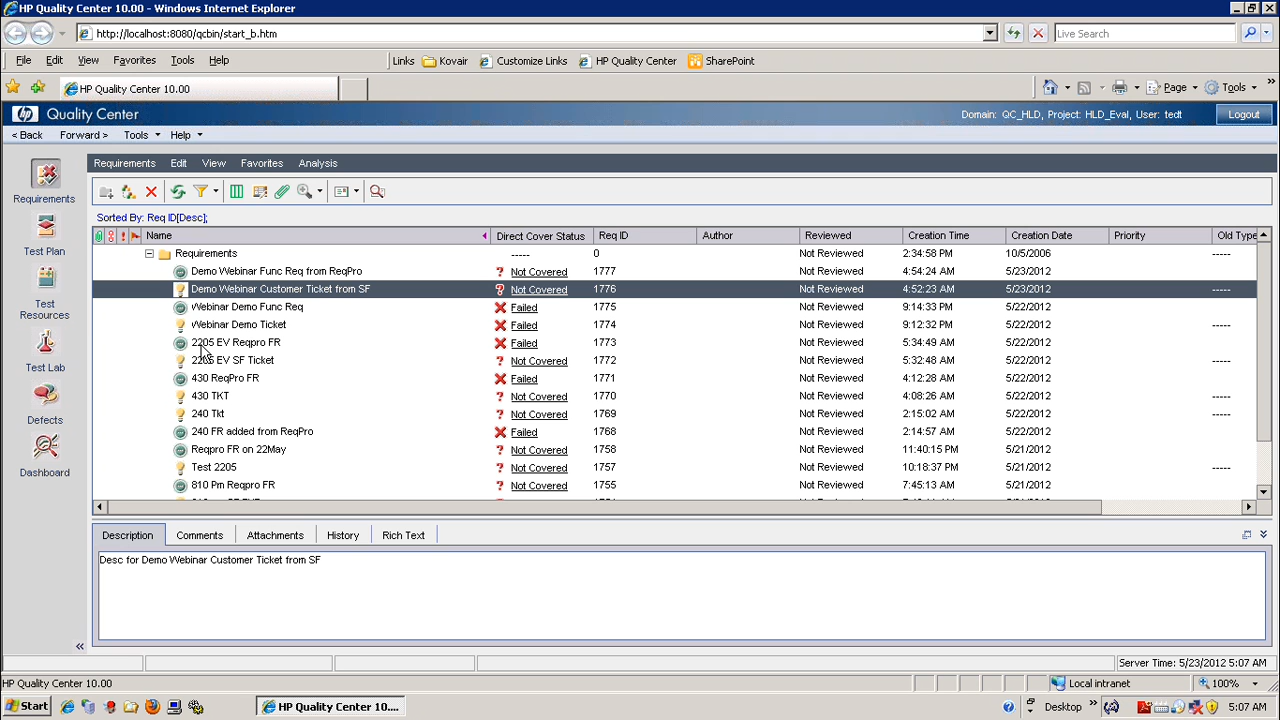 HP Quality Center 10.00 - Windows Internet Explorer
http://localhost:8080/qcbin/start_b.htm
Live Search
File Edit View Favorites Tools Help
Links Kovair Customize Links HP Quality Center SharePoint
HP Quality Center 10.00
Page Tools
hp Quality Center
Domain: QC_HLD, Project: HLD_Eval, User: tedt
Logout
< Back Forward > Tools Help
Requirements Edit View Favorites Analysis
Requirements
Test Plan
Test Resources
Test Lab
Defects
Dashboard
Sorted By: Req ID[Desc];
Name Direct Cover Status Req ID Author Reviewed Creation Time Creation Date Priority Old Type
Requirements ----- 0 Not Reviewed 2:34:58 PM 10/5/2006 -----
Demo Webinar Func Req from ReqPro ? Not Covered 1777 Not Reviewed 4:54:24 AM 5/23/2012
Demo Webinar Customer Ticket from SF ? Not Covered 1776 Not Reviewed 4:52:23 AM 5/23/2012 -----
Webinar Demo Func Req Failed 1775 Not Reviewed 9:14:33 PM 5/22/2012
Webinar Demo Ticket Failed 1774 Not Reviewed 9:12:32 PM 5/22/2012 -----
2205 EV Reqpro FR Failed 1773 Not Reviewed 5:34:49 AM 5/22/2012
2205 EV SF Ticket ? Not Covered 1772 Not Reviewed 5:32:48 AM 5/22/2012 -----
430 ReqPro FR Failed 1771 Not Reviewed 4:12:28 AM 5/22/2012
430 TKT ? Not Covered 1770 Not Reviewed 4:08:26 AM 5/22/2012 -----
240 Tkt ? Not Covered 1769 Not Reviewed 2:15:02 AM 5/22/2012 -----
240 FR added from ReqPro Failed 1768 Not Reviewed 2:14:57 AM 5/22/2012
Reqpro FR on 22May ? Not Covered 1758 Not Reviewed 11:40:15 PM 5/21/2012
Test 2205 ? Not Covered 1757 Not Reviewed 10:18:37 PM 5/21/2012 -----
810 Pm Reqpro FR ? Not Covered 1755 Not Reviewed 7:45:13 AM 5/21/2012
Description Comments Attachments History Rich Text
Desc for Demo Webinar Customer Ticket from SF
Server Time: 5/23/2012 5:07 AM
HP Quality Center 10.00
Local intranet
100%
Start
HP Quality Center 10....
Desktop
5:07 AM